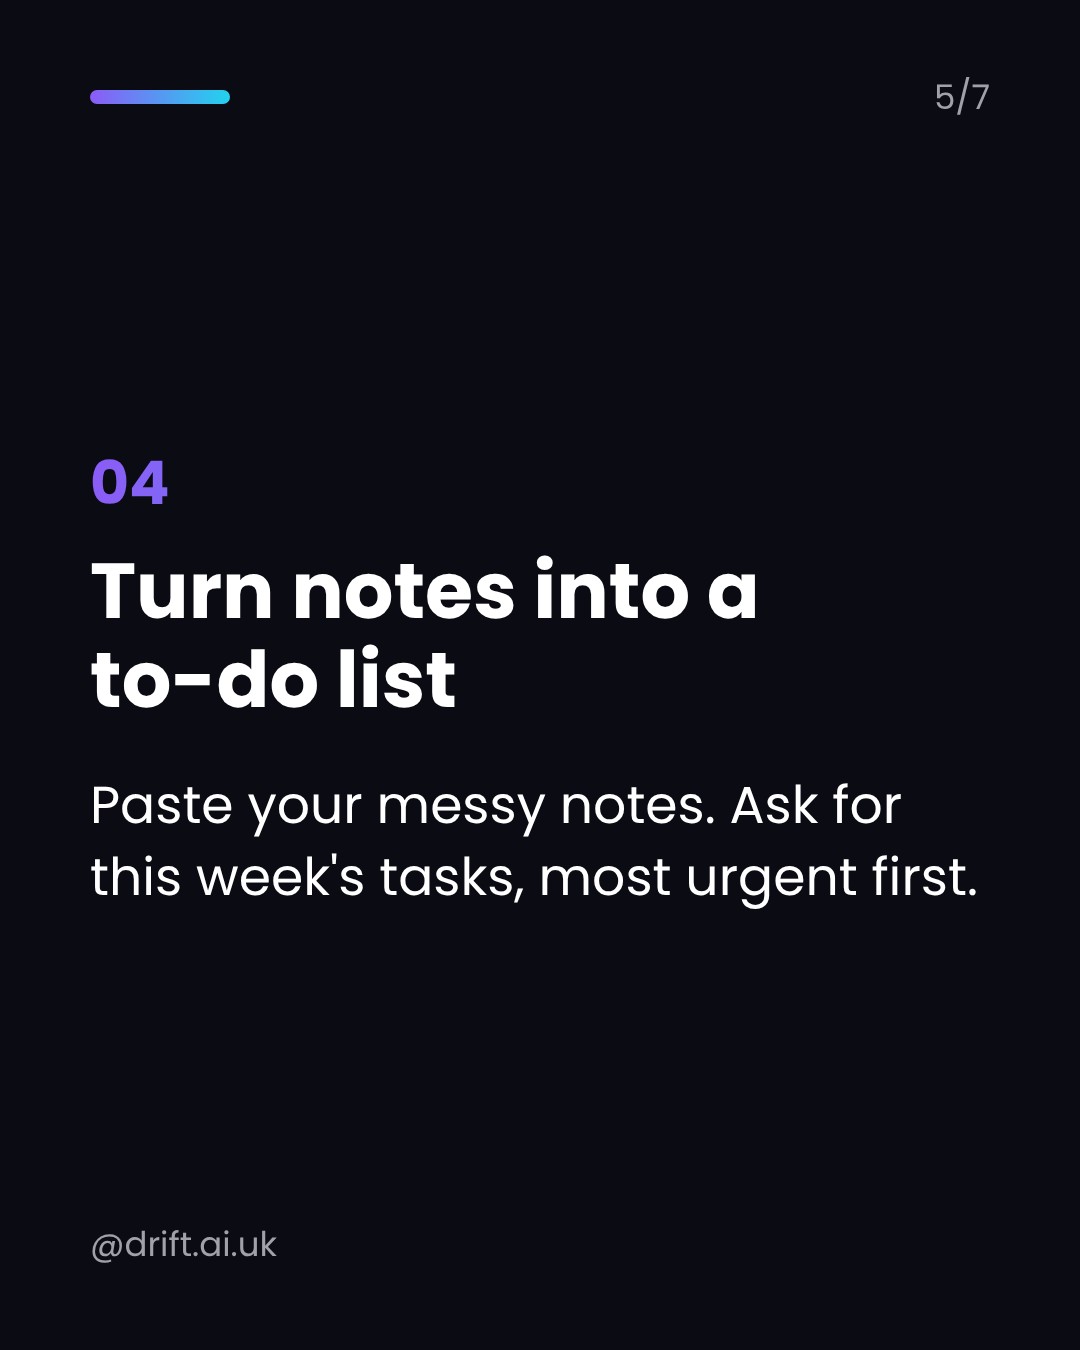 5/7
04
Turn notes into a
to-do list
Paste your messy notes. Ask for
this week's tasks, most urgent first.
@drift.ai.uk